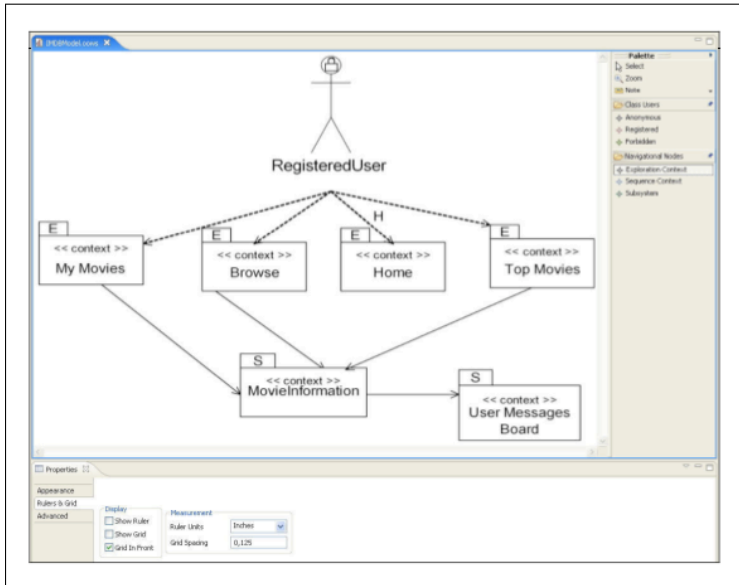 IMDBModel.oows
RegisteredUser
H
E
<< context >>
My Movies
E
<< context >>
Browse
E
<< context >>
Home
E
<< context >>
Top Movies
S
<< context >>
MovieInformation
S
<< context >>
User Messages
Board
Palette
Select
Zoom
Note
Class Users
Anonymous
Registered
Forbidden
Navigational Nodes
Exploration Context
Sequence Context
Subsystem
Properties
Appearance
Rulers & Grid
Advanced
Display
Show Ruler
Show Grid
Grid In Front
Measurement
Ruler Units
Inches
Grid Spacing
0,125